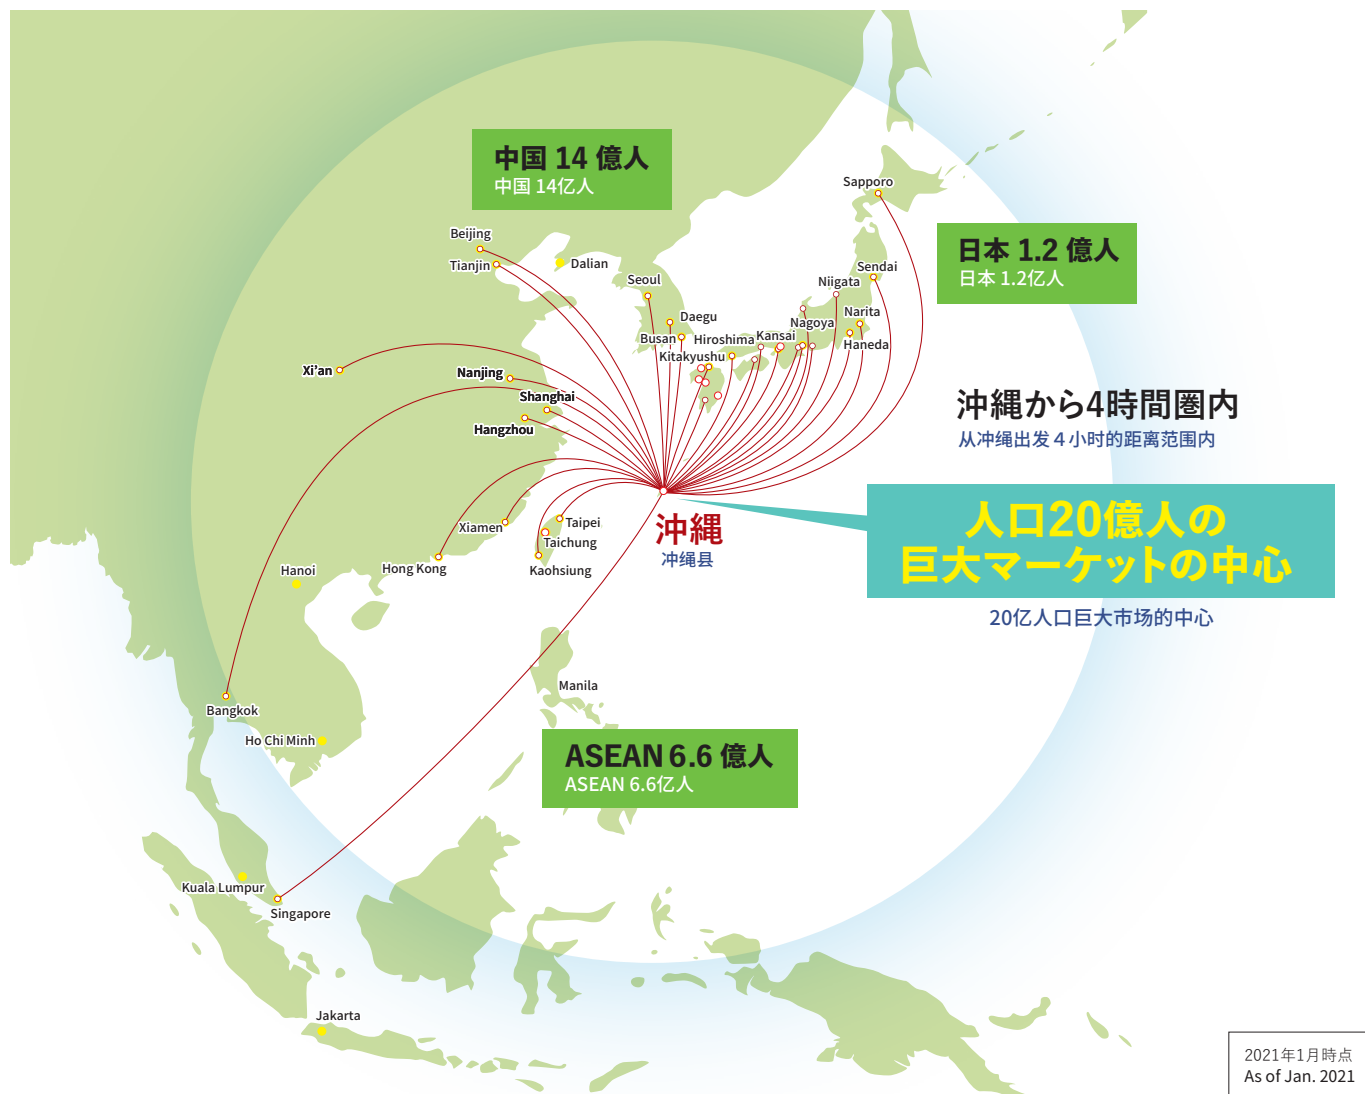 中国 14 億人
中国 14亿人
Sapporo
Beijing
Tianjin
Dalian
日本 1.2 億人
日本 1.2亿人
Sendai
Seoul
Niigata
Daegu
Nagoya
Narita
Busan
Hiroshima
Kansai
Haneda
Kitakyushu
Xi'an
Nanjing
Shanghai
Hangzhou
沖縄から4時間圏内
从冲绳出发４小时的距离范围内
人口20億人の
巨大マーケットの中心
20亿人口巨大市场的中心
沖縄
冲绳县
Xiamen
Taipei
Taichung
Kaohsiung
Hong Kong
Hanoi
Manila
Bangkok
Ho Chi Minh
ASEAN 6.6 億人
ASEAN 6.6亿人
Kuala Lumpur
Singapore
Jakarta
2021年1月時点
As of Jan. 2021